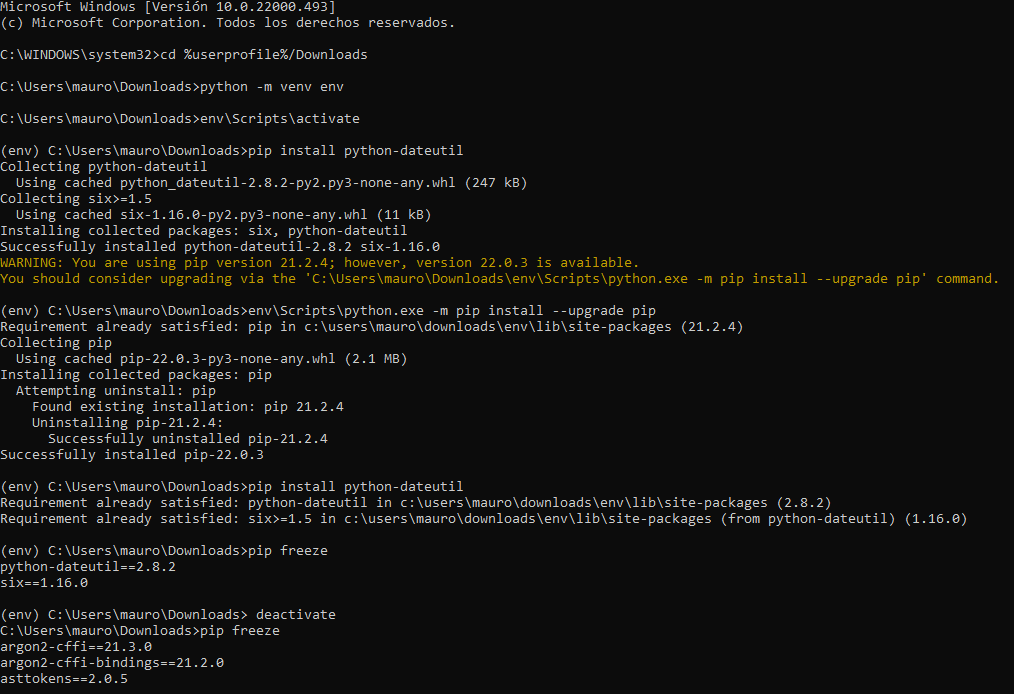 Microsoft Windows [Versión 10.0.22000.493]
(c) Microsoft Corporation. Todos los derechos reservados.
C:\WINDOWS\system32>cd %userprofile%/Downloads
C:\Users\mauro\Downloads>python -m venv env
C:\Users\mauro\Downloads>env\Scripts\activate
(env) C:\Users\mauro\Downloads>pip install python-dateutil
Collecting python-dateutil
  Using cached python_dateutil-2.8.2-py2.py3-none-any.whl (247 kB)
Collecting six>=1.5
  Using cached six-1.16.0-py2.py3-none-any.whl (11 kB)
Installing collected packages: six, python-dateutil
Successfully installed python-dateutil-2.8.2 six-1.16.0
WARNING: You are using pip version 21.2.4; however, version 22.0.3 is available.
You should consider upgrading via the 'C:\Users\mauro\Downloads\env\Scripts\python.exe -m pip install --upgrade pip' command.
(env) C:\Users\mauro\Downloads>env\Scripts\python.exe -m pip install --upgrade pip
Requirement already satisfied: pip in c:\users\mauro\downloads\env\lib\site-packages (21.2.4)
Collecting pip
  Using cached pip-22.0.3-py3-none-any.whl (2.1 MB)
Installing collected packages: pip
  Attempting uninstall: pip
    Found existing installation: pip 21.2.4
    Uninstalling pip-21.2.4:
      Successfully uninstalled pip-21.2.4
Successfully installed pip-22.0.3
(env) C:\Users\mauro\Downloads>pip install python-dateutil
Requirement already satisfied: python-dateutil in c:\users\mauro\downloads\env\lib\site-packages (2.8.2)
Requirement already satisfied: six>=1.5 in c:\users\mauro\downloads\env\lib\site-packages (from python-dateutil) (1.16.0)
(env) C:\Users\mauro\Downloads>pip freeze
python-dateutil==2.8.2
six==1.16.0
(env) C:\Users\mauro\Downloads> deactivate
C:\Users\mauro\Downloads>pip freeze
argon2-cffi==21.3.0
argon2-cffi-bindings==21.2.0
asttokens==2.0.5